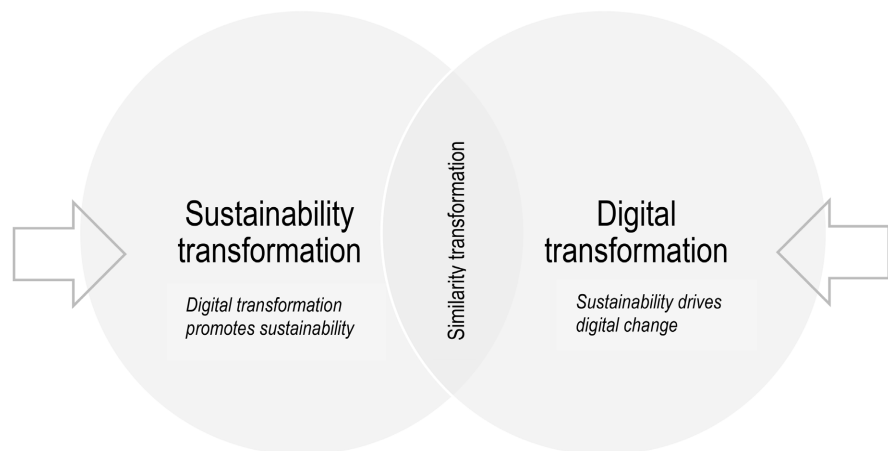 Sustainability
transformation
Digital transformation
promotes sustainability
Similarity transformation
Digital
transformation
Sustainability drives
digital change